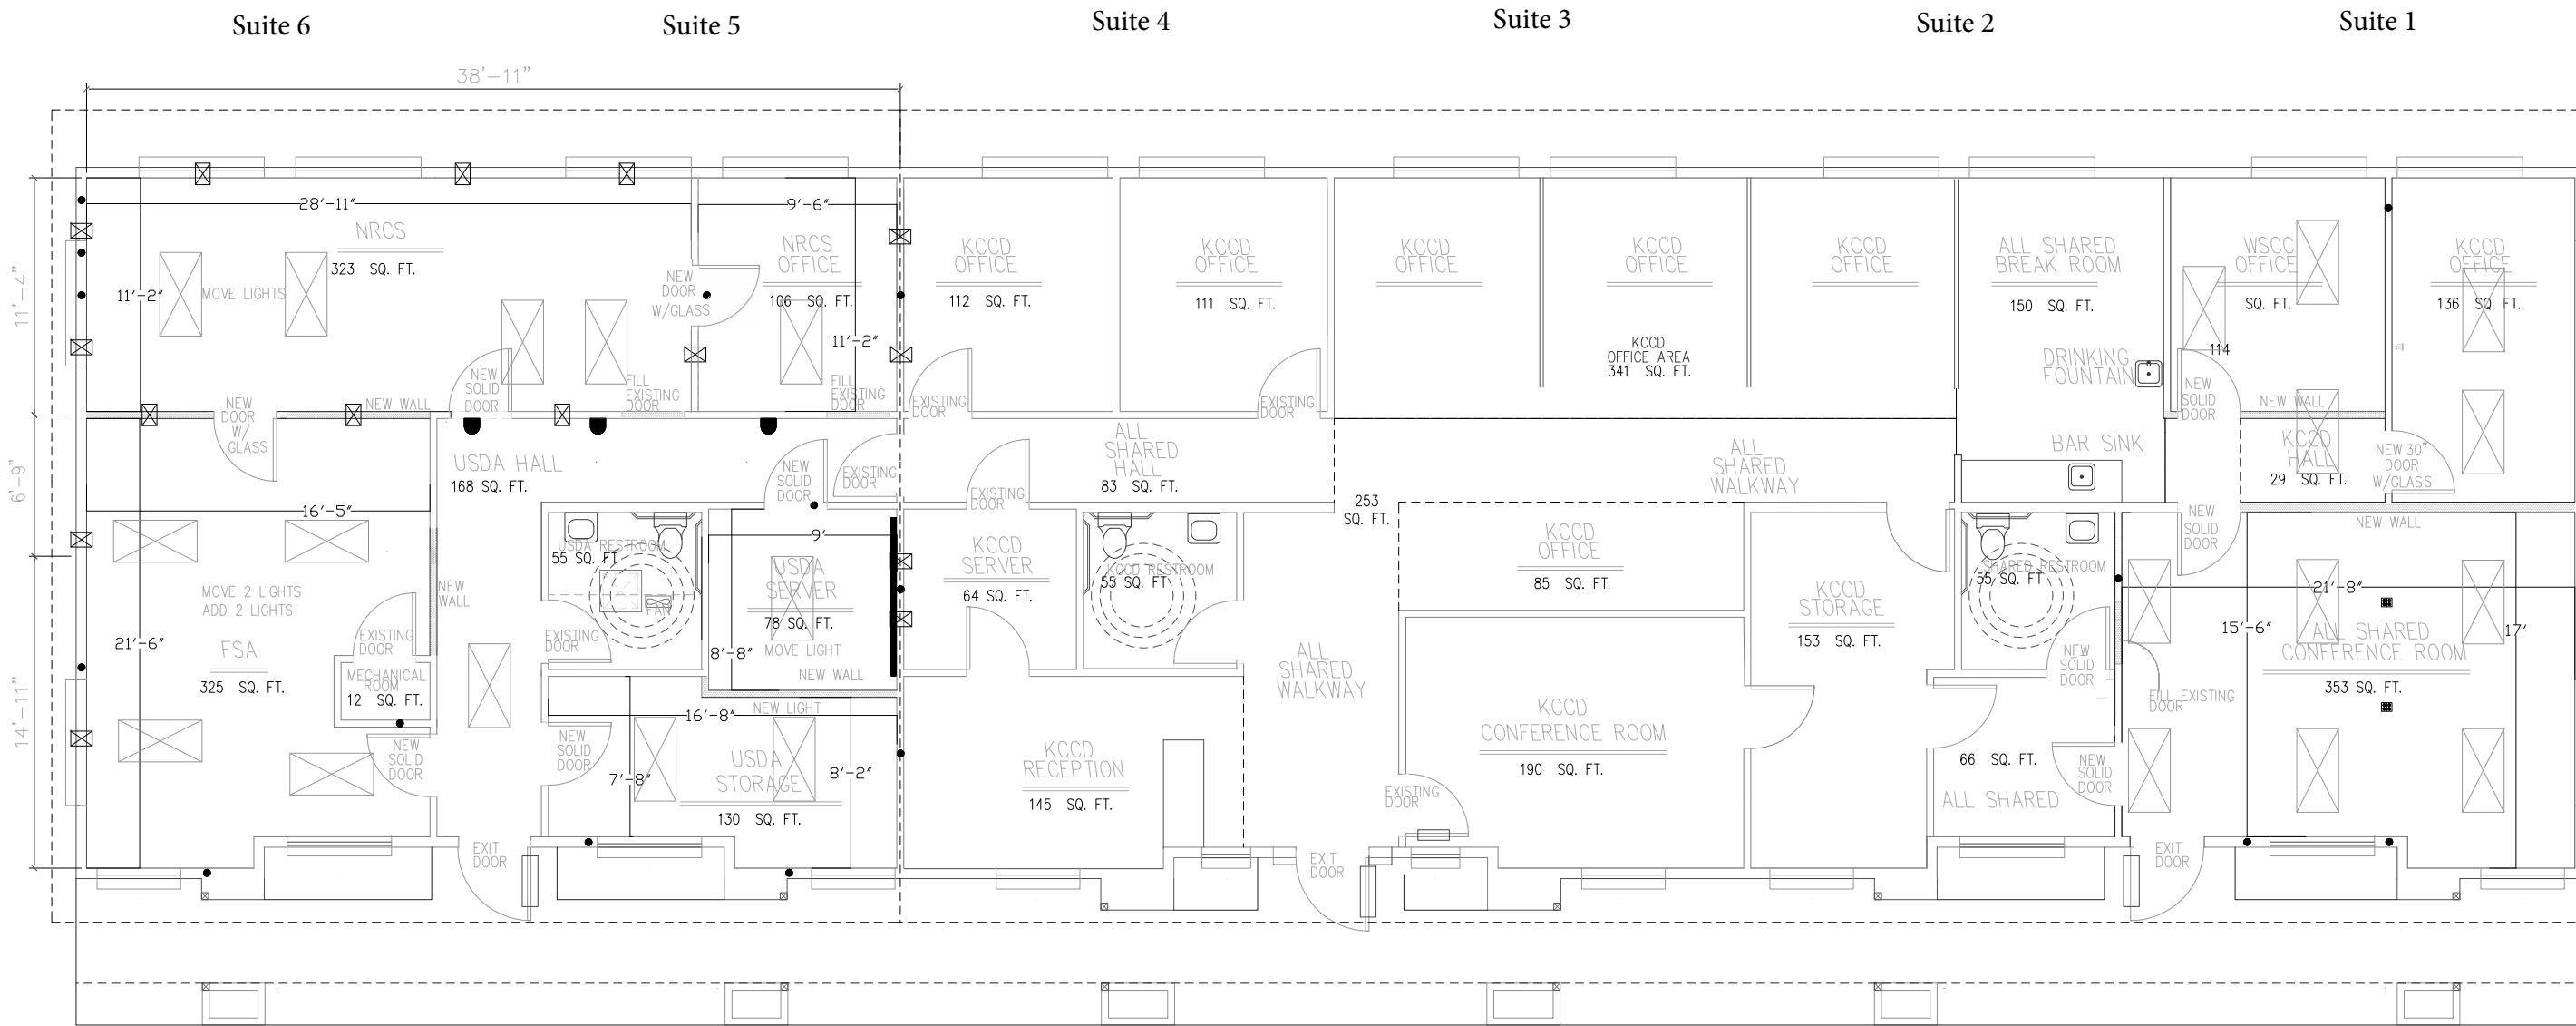 Suite 6
Suite 5
Suite 4
Suite 3
Suite 2
Suite 1
38'-11"
11'-4"
6'-9"
14'-11"
28'-11"
NRCS
323 SQ. FT.
11'-2"
MOVE LIGHTS
NEW
DOOR
W/GLASS
9'-6"
NRCS
OFFICE
106 SQ. FT.
11'-2"
NEW
SOLID
DOOR
FILL
EXISTING
DOOR
FILL
EXISTING
DOOR
NEW WALL
NEW
DOOR
W/
GLASS
KCCD
OFFICE
112 SQ. FT.
EXISTING
DOOR
KCCD
OFFICE
111 SQ. FT.
EXISTING
DOOR
KCCD
OFFICE
KCCD
OFFICE
KCCD
OFFICE AREA
341 SQ. FT.
KCCD
OFFICE
ALL SHARED
BREAK ROOM
150 SQ. FT.
DRINKING
FOUNTAIN
BAR SINK
WSCC
OFFICE
SQ. FT.
114
NEW
SOLID
DOOR
NEW WALL
KCCD
OFFICE
136 SQ. FT.
KCCD
HALL
29 SQ. FT.
NEW 30"
DOOR
W/GLASS
USDA HALL
168 SQ. FT.
NEW
SOLID
DOOR
EXISTING
DOOR
EXISTING
DOOR
ALL
SHARED
HALL
83 SQ. FT.
ALL
SHARED
WALKWAY
253
SQ. FT.
16'-5"
MOVE 2 LIGHTS
ADD 2 LIGHTS
FSA
325 SQ. FT.
21'-6"
NEW
WALL
EXISTING
DOOR
MECHANICAL
ROOM
12 SQ. FT.
NEW
SOLID
DOOR
USDA RESTROOM
55 SQ. FT
FAN
EXISTING
DOOR
9'
USDA
SERVER
78 SQ. FT.
MOVE LIGHT
8'-8"
NEW WALL
NEW LIGHT
16'-8"
NEW
SOLID
DOOR
USDA
STORAGE
130 SQ. FT.
7'-8"
8'-2"
EXIT
DOOR
KCCD
SERVER
64 SQ. FT.
KCCD RESTROOM
55 SQ. FT
KCCD
RECEPTION
145 SQ. FT.
ALL
SHARED
WALKWAY
EXIT
DOOR
KCCD
OFFICE
85 SQ. FT.
KCCD
CONFERENCE ROOM
190 SQ. FT.
EXISTING
DOOR
KCCD
STORAGE
153 SQ. FT.
SHARED RESTROOM
55 SQ. FT
NEW
SOLID
DOOR
66 SQ. FT.
ALL SHARED
NEW
SOLID
DOOR
NEW
SOLID
DOOR
NEW WALL
21'-8"
15'-6"
17'
ALL SHARED
CONFERENCE ROOM
353 SQ. FT.
FILL EXISTING
DOOR
EXIT
DOOR